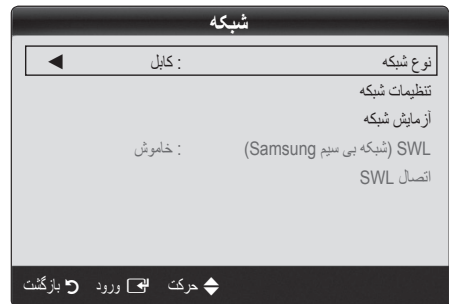 شبکه
نوع شبکه : کابل
تنظیمات شبکه
آزمایش شبکه
SWL (شبکه بی سیم Samsung) : خاموش
اتصال SWL
حرکت ورود بازگشت